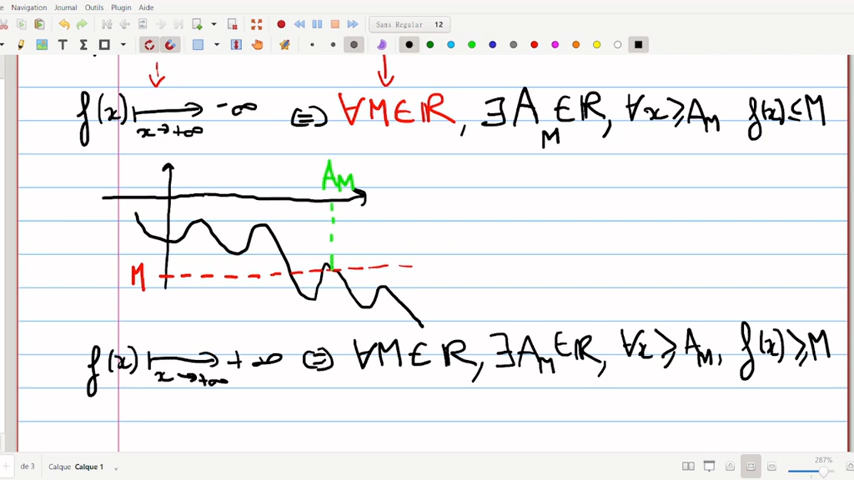 Navigation Journal Outils Plugin Aide
Sans Regular 12
f(x) ⟼ -∞ ⇔ ∀M∈ℝ, ∃A_M∈ℝ, ∀x≥A_M f(x)≤M
x→+∞
A_M
M
f(x) ⟼ +∞ ⇔ ∀M∈ℝ, ∃A_M∈ℝ, ∀x≥A_M, f(x)≥M
x→+∞
de 3 Calque Calque 1 287%